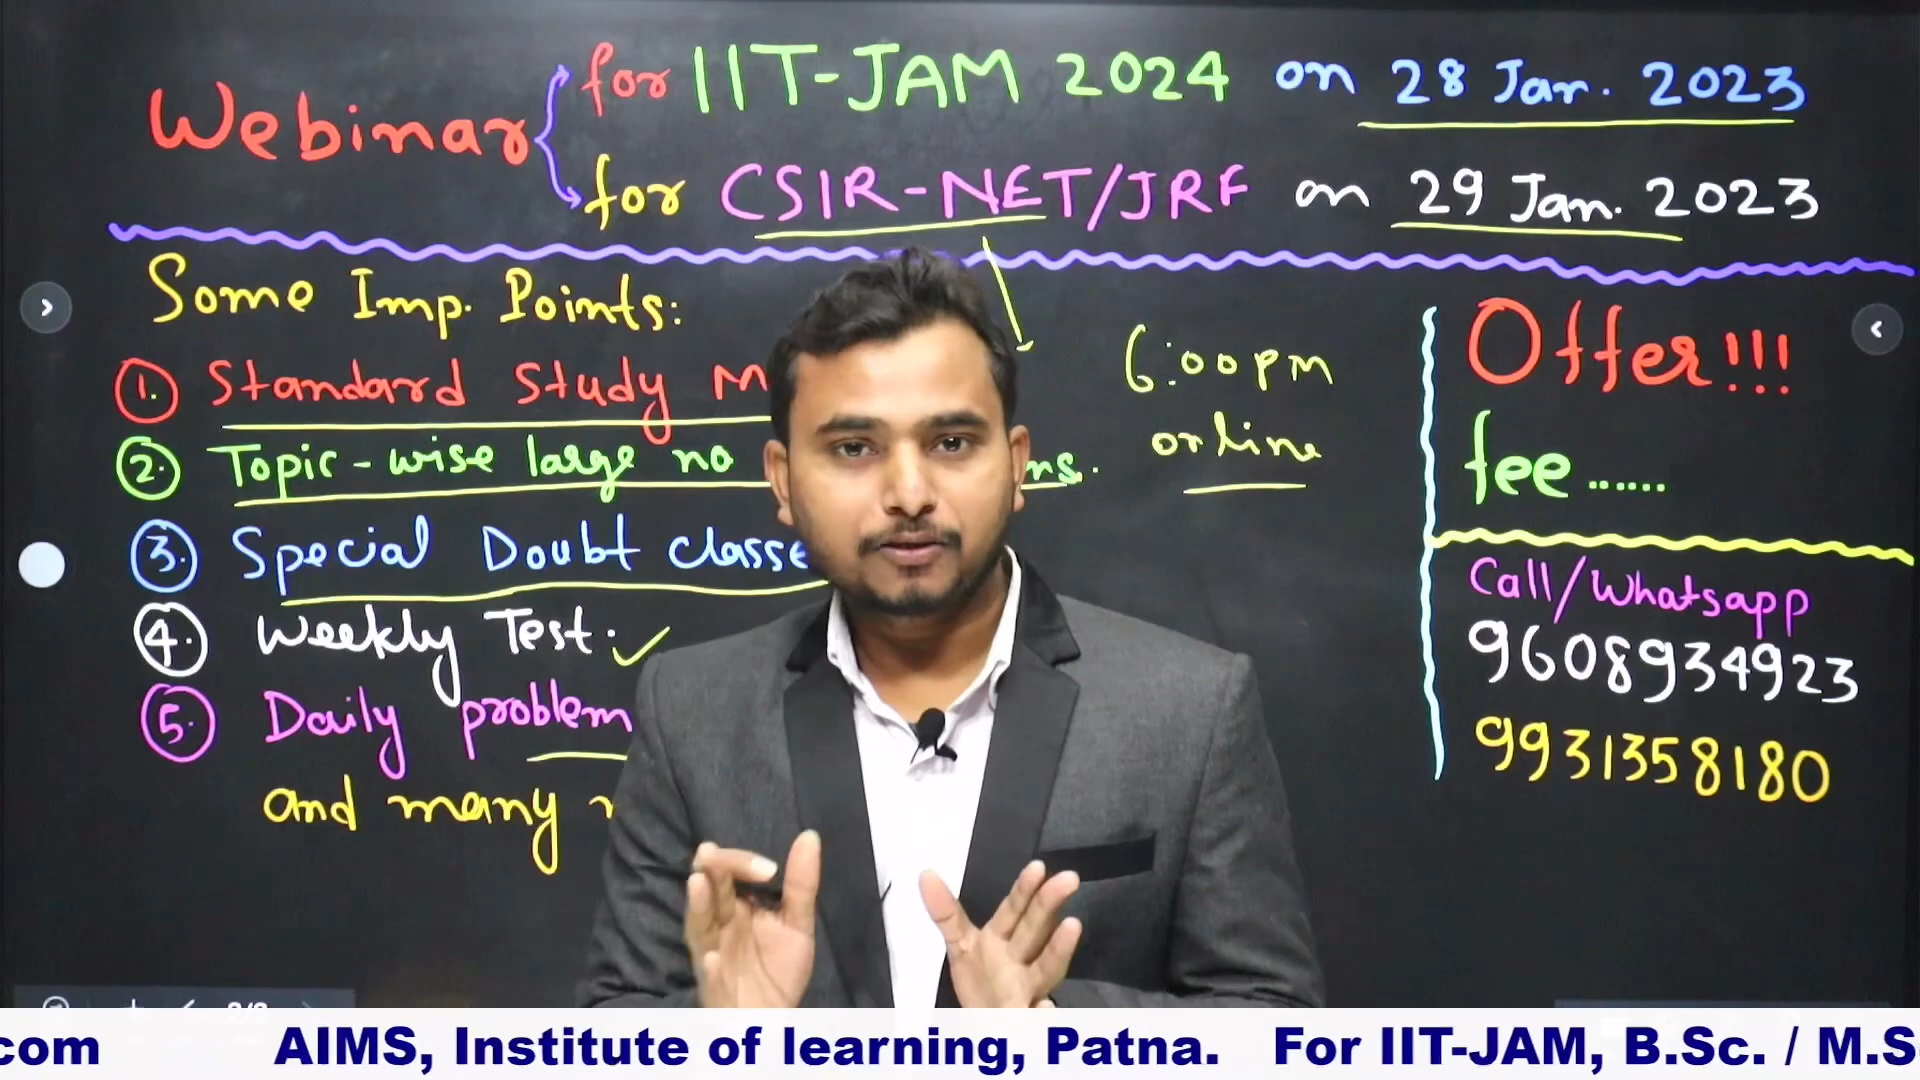 Webinar
for IIT-JAM 2024 on 28 Jan. 2023
for CSIR-NET/JRF on 29 Jan. 2023
Some Imp. Points:
1. Standard Study M
2. Topic-wise large no ns.
3. Special Doubt classe
4. Weekly Test:
5. Daily problem
and many
6:00 pm
online
Offer!!!
fee......
Call/Whatsapp
9608934923
9931358180
com AIMS, Institute of learning, Patna. For IIT-JAM, B.Sc. / M.S